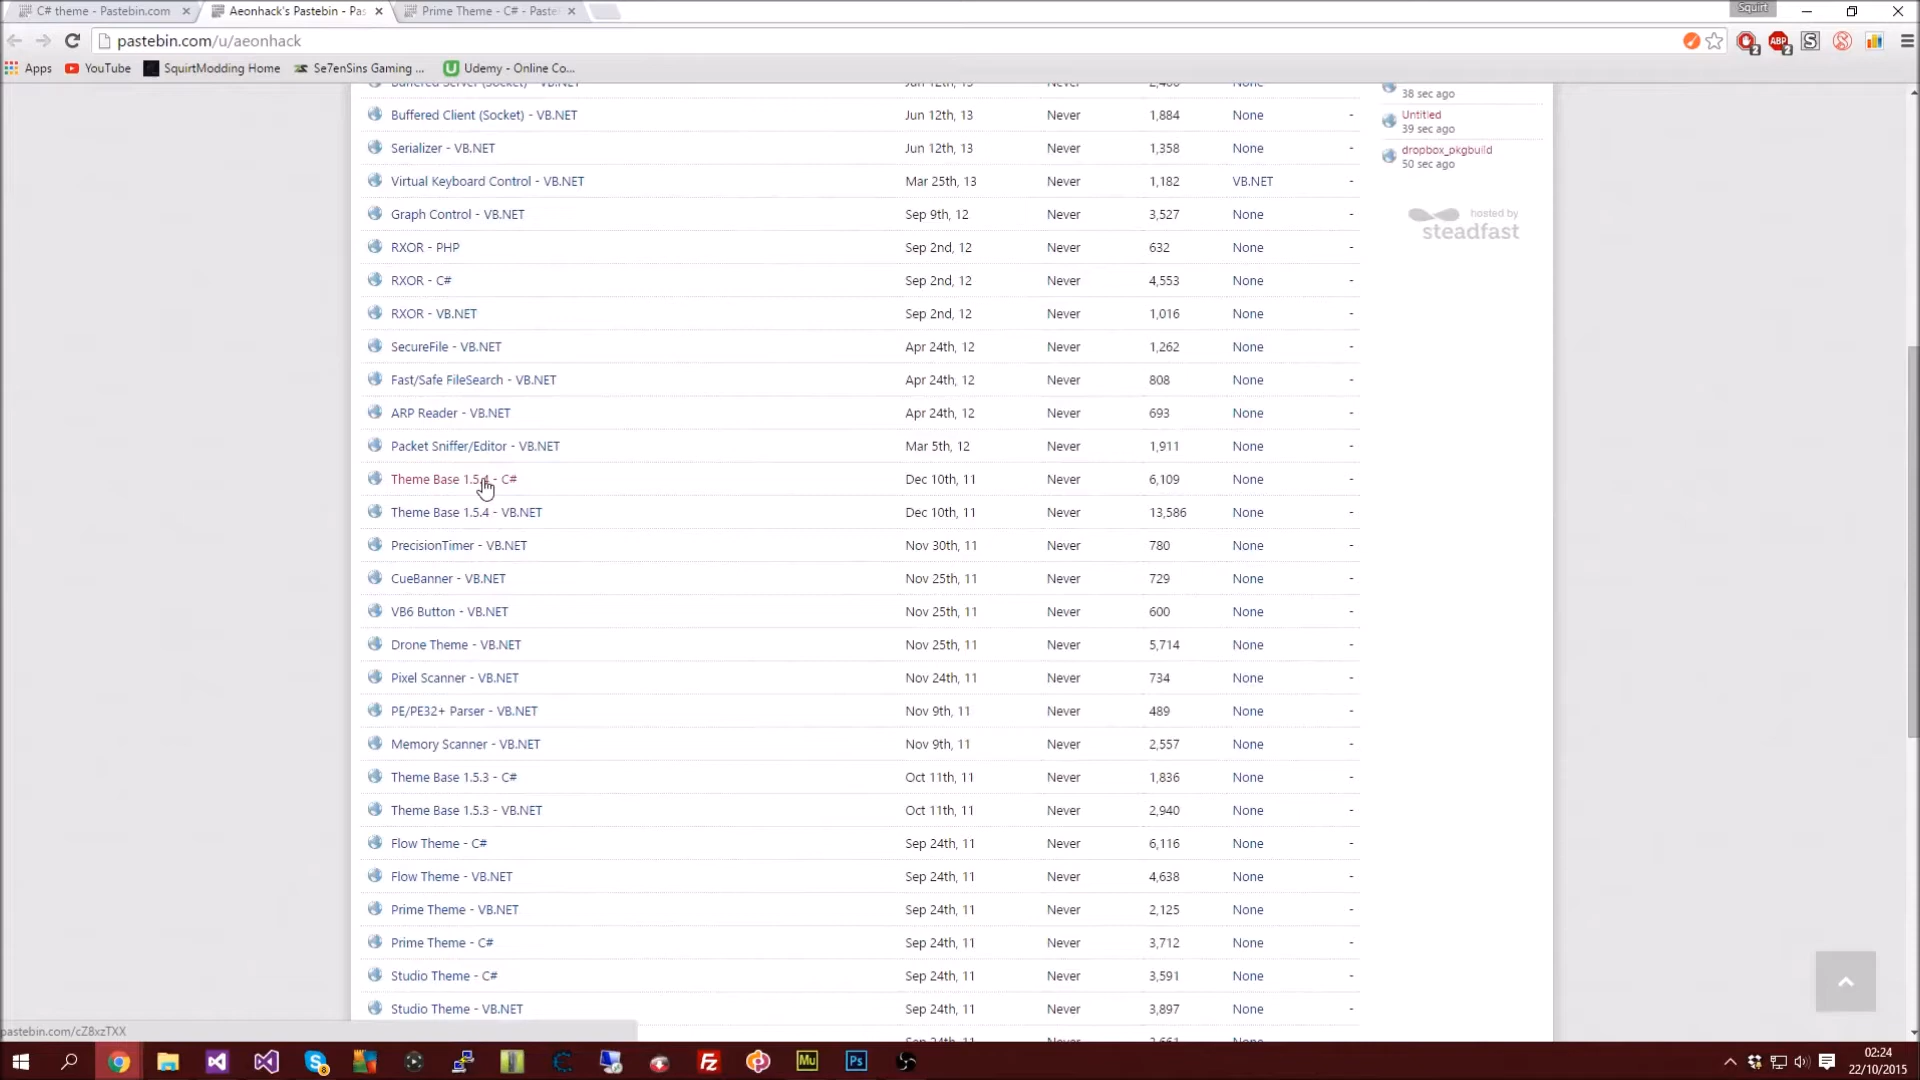 C# theme - Pastebin.com
Aeonhack's Pastebin - Pas
Prime Theme - C# - Paste
Squirt
pastebin.com/u/aeonhack
Apps
YouTube
SquirtModding Home
Se7enSins Gaming ...
Udemy - Online Co...
Buffered Server (Socket) - VB.NET Jun 12th, 13 Never None
Buffered Client (Socket) - VB.NET Jun 12th, 13 Never 1,884 None -
Serializer - VB.NET Jun 12th, 13 Never 1,358 None -
Virtual Keyboard Control - VB.NET Mar 25th, 13 Never 1,182 VB.NET -
Graph Control - VB.NET Sep 9th, 12 Never 3,527 None -
RXOR - PHP Sep 2nd, 12 Never 632 None -
RXOR - C# Sep 2nd, 12 Never 4,553 None -
RXOR - VB.NET Sep 2nd, 12 Never 1,016 None -
SecureFile - VB.NET Apr 24th, 12 Never 1,262 None -
Fast/Safe FileSearch - VB.NET Apr 24th, 12 Never 808 None -
ARP Reader - VB.NET Apr 24th, 12 Never 693 None -
Packet Sniffer/Editor - VB.NET Mar 5th, 12 Never 1,911 None -
Theme Base 1.5.4 - C# Dec 10th, 11 Never 6,109 None -
Theme Base 1.5.4 - VB.NET Dec 10th, 11 Never 13,586 None -
PrecisionTimer - VB.NET Nov 30th, 11 Never 780 None -
CueBanner - VB.NET Nov 25th, 11 Never 729 None -
VB6 Button - VB.NET Nov 25th, 11 Never 600 None -
Drone Theme - VB.NET Nov 25th, 11 Never 5,714 None -
Pixel Scanner - VB.NET Nov 24th, 11 Never 734 None -
PE/PE32+ Parser - VB.NET Nov 9th, 11 Never 489 None -
Memory Scanner - VB.NET Nov 9th, 11 Never 2,557 None -
Theme Base 1.5.3 - C# Oct 11th, 11 Never 1,836 None -
Theme Base 1.5.3 - VB.NET Oct 11th, 11 Never 2,940 None -
Flow Theme - C# Sep 24th, 11 Never 6,116 None -
Flow Theme - VB.NET Sep 24th, 11 Never 4,638 None -
Prime Theme - VB.NET Sep 24th, 11 Never 2,125 None -
Prime Theme - C# Sep 24th, 11 Never 3,712 None -
Studio Theme - C# Sep 24th, 11 Never 3,591 None -
Studio Theme - VB.NET Sep 24th, 11 Never 3,897 None -
38 sec ago
Untitled
39 sec ago
dropbox_pkgbuild
50 sec ago
hosted by
steadfast
pastebin.com/cZ8xzTXX
Mu
Ps
02:24
22/10/2015